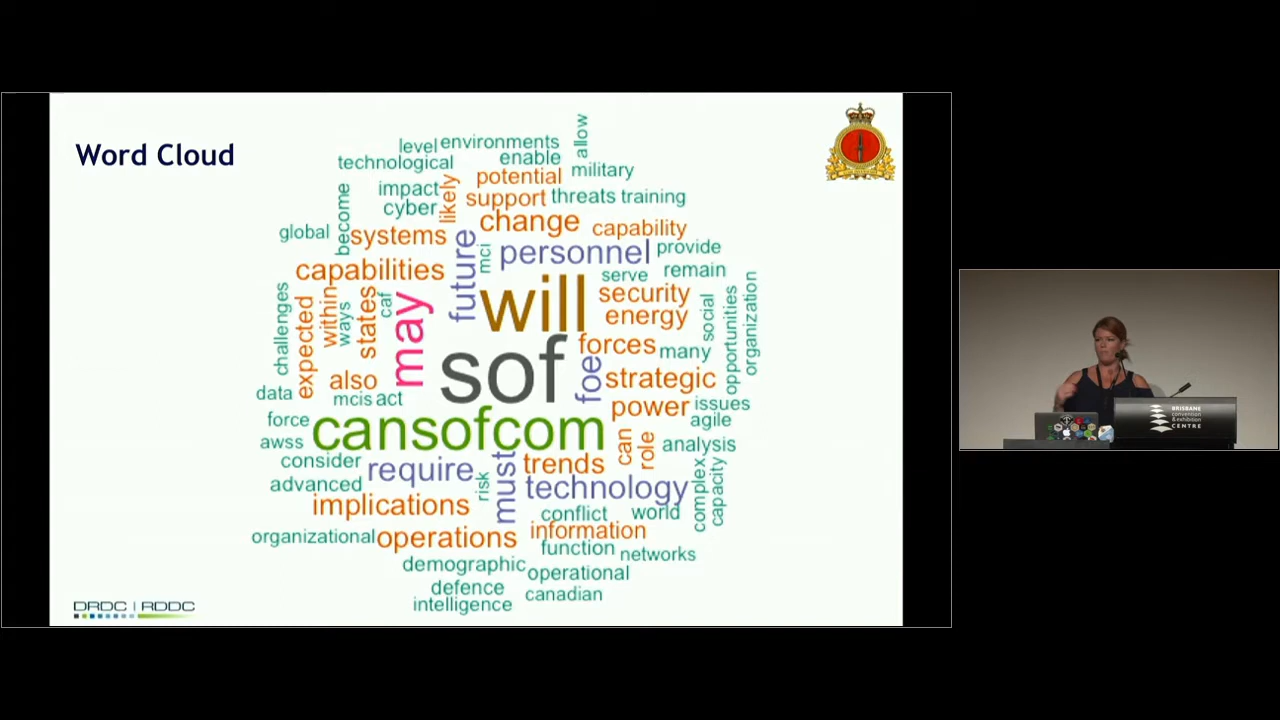 Word Cloud
allow
level environments
technological enable
military
potential
impact likely support threats training
cyber
become change capability
global systems
future mci personnel provide
capabilities serve remain
challenges within states caf may will security social opportunities organization
expected ways energy
sof forces many
also foe strategic
data mcis act power issues
force cansofcom agile
awss can role analysis
consider require must trends
advanced risk technology complex capacity
implications conflict world
organizational operations information
function networks
demographic operational
defence canadian
intelligence
DRDC | RDDC
BRISBANE
convention
& exhibition
CENTRE